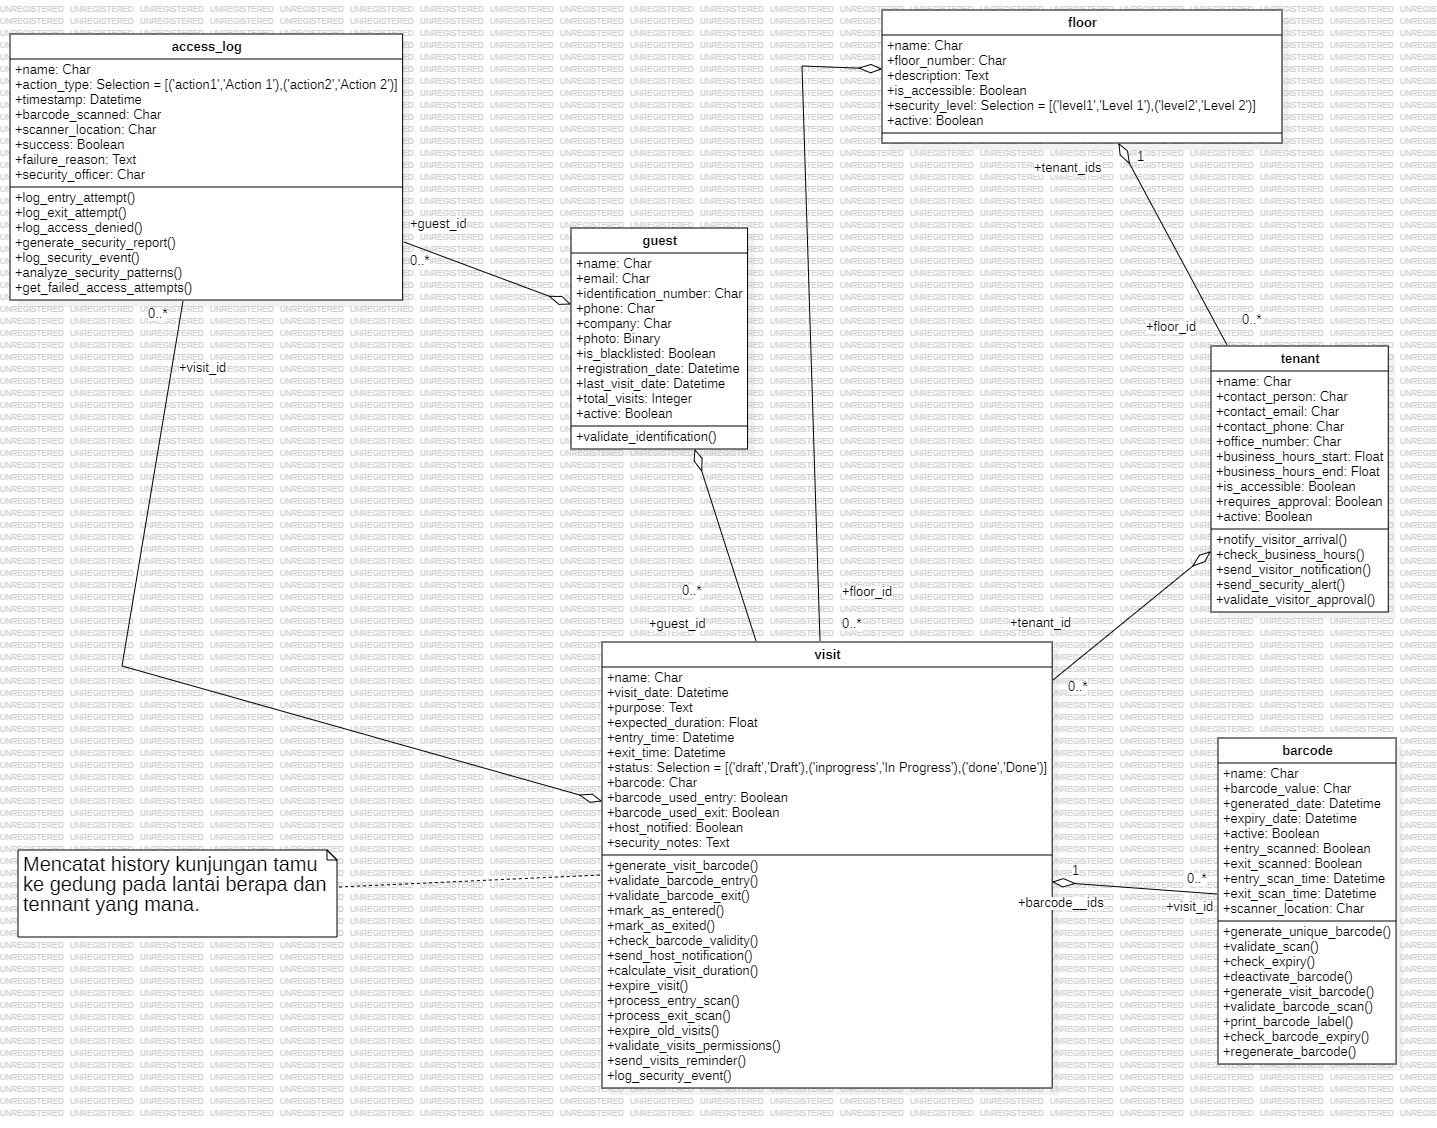 access_log
+name: Char
+action_type: Selection = [('action1','Action 1'),('action2','Action 2')]
+timestamp: Datetime
+barcode_scanned: Char
+scanner_location: Char
+success: Boolean
+failure_reason: Text
+security_officer: Char
+log_entry_attempt()
+log_exit_attempt()
+log_access_denied()
+generate_security_report()
+log_security_event()
+analyze_security_patterns()
+get_failed_access_attempts()
0..*
+visit_id
+guest_id
0..*
floor
+name: Char
+floor_number: Char
+description: Text
+is_accessible: Boolean
+security_level: Selection = [('level1','Level 1'),('level2','Level 2')]
+active: Boolean
1
+tenant_ids
+floor_id
0..*
guest
+name: Char
+email: Char
+identification_number: Char
+phone: Char
+company: Char
+photo: Binary
+is_blacklisted: Boolean
+registration_date: Datetime
+last_visit_date: Datetime
+total_visits: Integer
+active: Boolean
+validate_identification()
0..*
+guest_id
+floor_id
0..*
tenant
+name: Char
+contact_person: Char
+contact_email: Char
+contact_phone: Char
+office_number: Char
+business_hours_start: Float
+business_hours_end: Float
+is_accessible: Boolean
+requires_approval: Boolean
+active: Boolean
+notify_visitor_arrival()
+check_business_hours()
+send_visitor_notification()
+send_security_alert()
+validate_visitor_approval()
+tenant_id
0..*
visit
+name: Char
+visit_date: Datetime
+purpose: Text
+expected_duration: Float
+entry_time: Datetime
+exit_time: Datetime
+status: Selection = [('draft','Draft'),('inprogress','In Progress'),('done','Done')]
+barcode: Char
+barcode_used_entry: Boolean
+barcode_used_exit: Boolean
+host_notified: Boolean
+security_notes: Text
+generate_visit_barcode()
+validate_barcode_entry()
+validate_barcode_exit()
+mark_as_entered()
+mark_as_exited()
+check_barcode_validity()
+send_host_notification()
+calculate_visit_duration()
+expire_visit()
+process_entry_scan()
+process_exit_scan()
+expire_old_visits()
+validate_visits_permissions()
+send_visits_reminder()
+log_security_event()
1
+barcode__ids
0..*
+visit_id
barcode
+name: Char
+barcode_value: Char
+generated_date: Datetime
+expiry_date: Datetime
+active: Boolean
+entry_scanned: Boolean
+exit_scanned: Boolean
+entry_scan_time: Datetime
+exit_scan_time: Datetime
+scanner_location: Char
+generate_unique_barcode()
+validate_scan()
+check_expiry()
+deactivate_barcode()
+generate_visit_barcode()
+validate_barcode_scan()
+print_barcode_label()
+check_barcode_expiry()
+regenerate_barcode()
Mencatat history kunjungan tamu
ke gedung pada lantai berapa dan
tennant yang mana.
UNREGISTERED